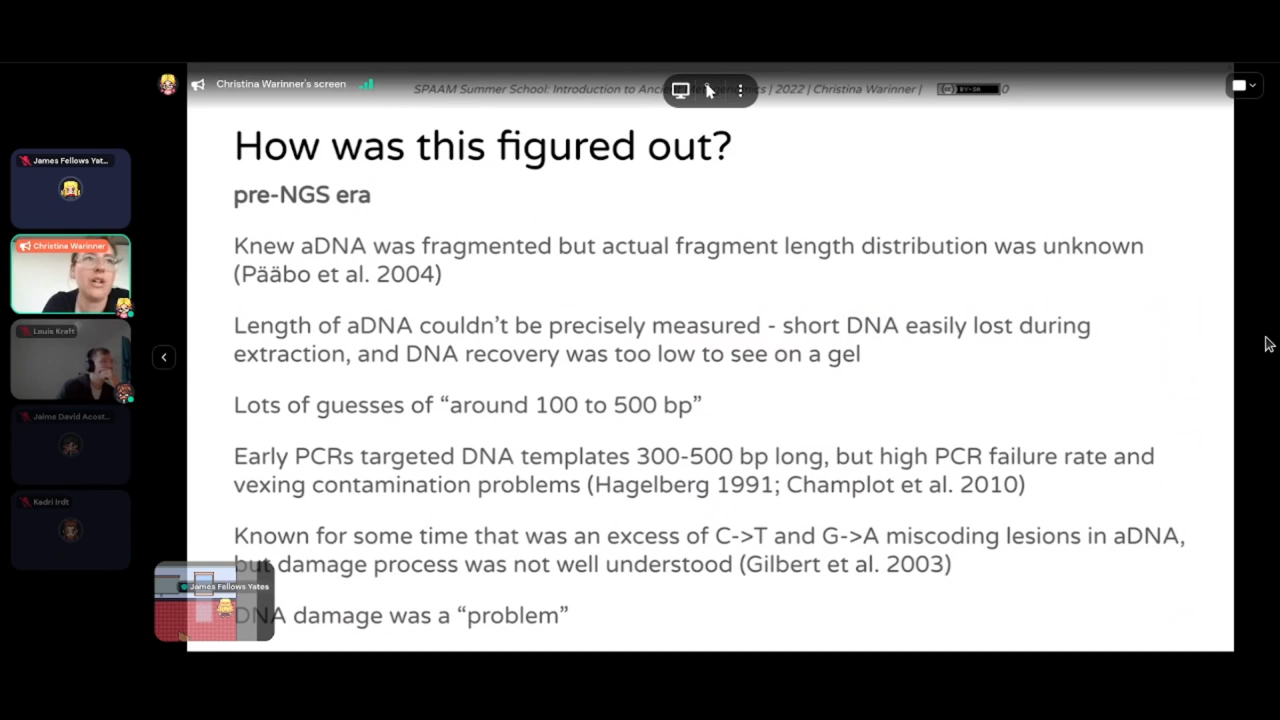 Christina Warinner's screen
SPAAM Summer School: Introduction to Ancient Metagenomics | 2022 | Christina Warinner |
BY-SA
0
How was this figured out?
pre-NGS era
Knew aDNA was fragmented but actual fragment length distribution was unknown
(Pääbo et al. 2004)
Length of aDNA couldn't be precisely measured - short DNA easily lost during
extraction, and DNA recovery was too low to see on a gel
Lots of guesses of “around 100 to 500 bp”
Early PCRs targeted DNA templates 300-500 bp long, but high PCR failure rate and
vexing contamination problems (Hagelberg 1991; Champlot et al. 2010)
Known for some time that was an excess of C->T and G->A miscoding lesions in aDNA,
but damage process was not well understood (Gilbert et al. 2003)
DNA damage was a “problem”
James Fellows Yat...
Christina Warinner
Louis Kraft
Jaime David Acost...
Kadri Irdt
James Fellows Yates